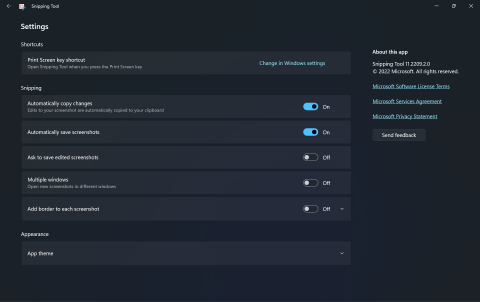 Snipping Tool
Settings
Shortcuts
Print Screen key shortcut
Open Snipping Tool when you press the Print Screen key
Change in Windows settings
Snipping
Automatically copy changes
Edits to your screenshot are automatically copied to your clipboard
On
Automatically save screenshots
On
Ask to save edited screenshots
Off
Multiple windows
Open new screenshots in different windows
Off
Add border to each screenshot
Off
Appearance
App theme
About this app
Snipping Tool 11.2209.2.0
© 2022 Microsoft. All rights reserved.
Microsoft Software License Terms
Microsoft Services Agreement
Microsoft Privacy Statement
Send feedback